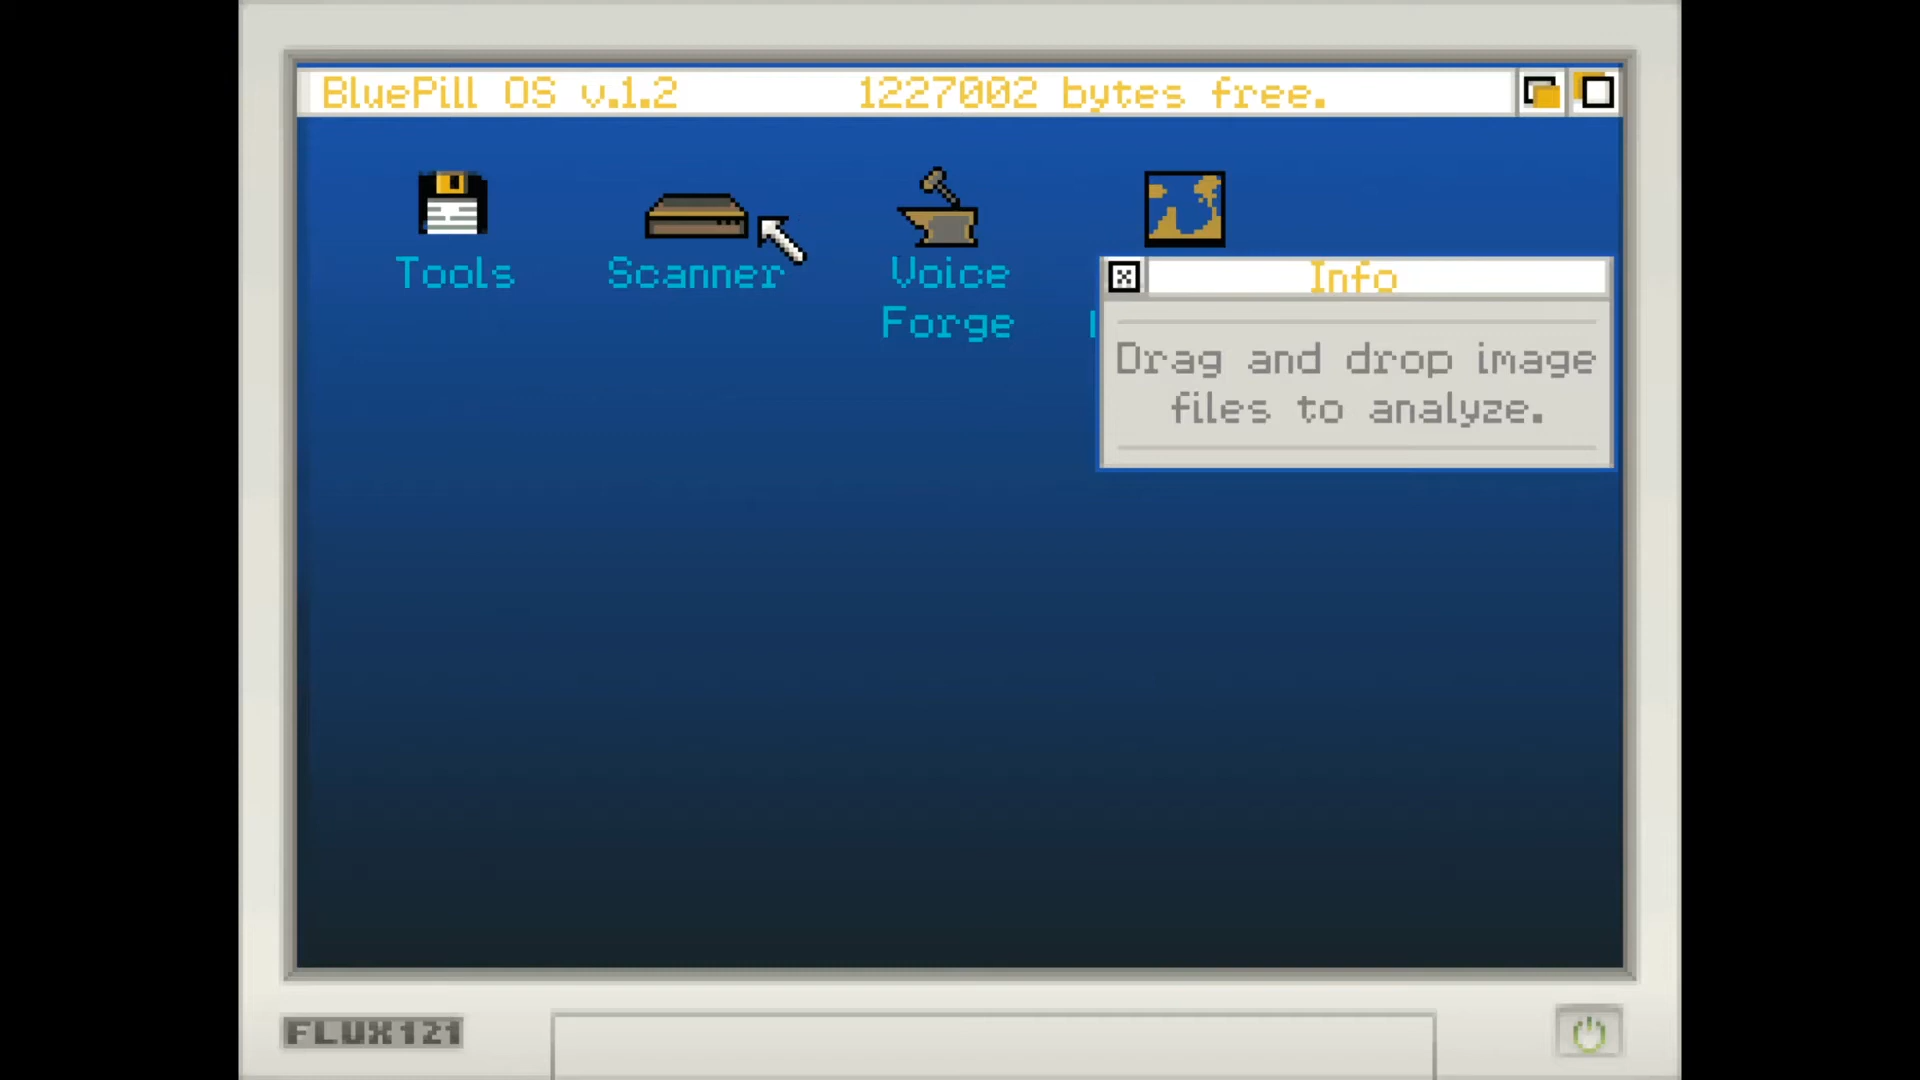 BluePill OS v.1.2 1227002 bytes free.
Tools
Scanner
Voice
Forge
Info
Drag and drop image
files to analyze.
FLUX121